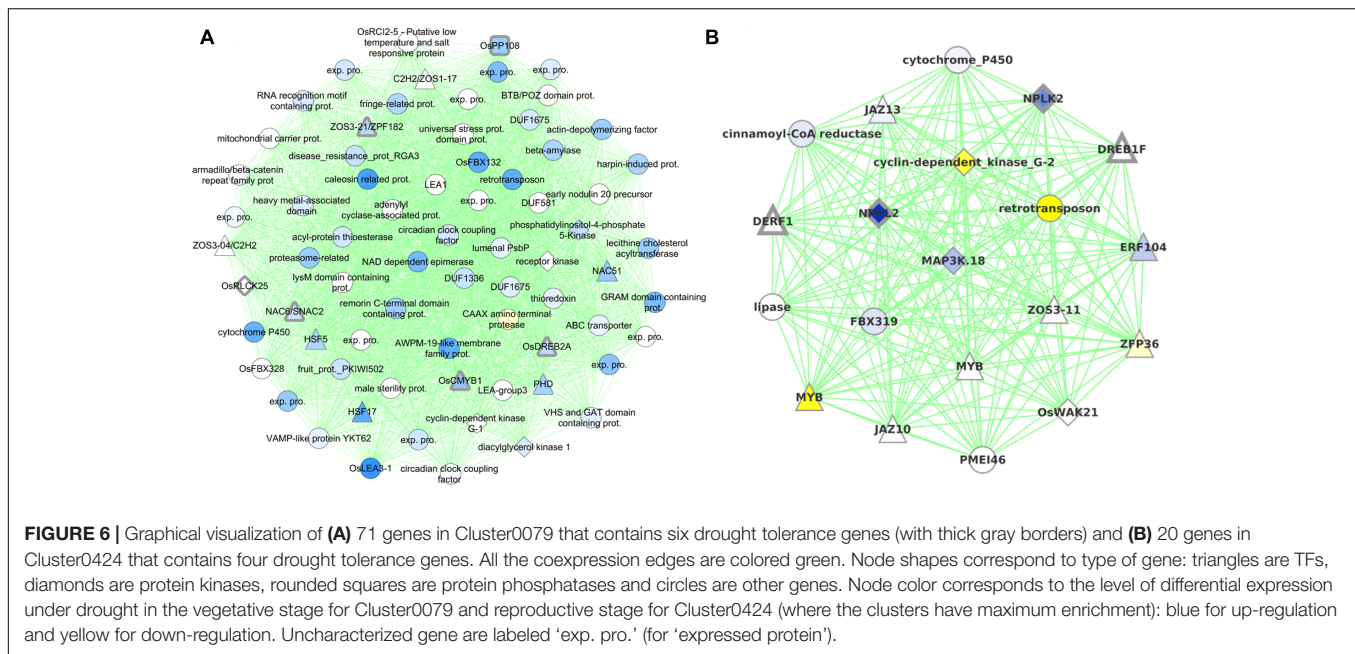 A
OsRCI2-5 - Putative low
temperature and salt
responsive protein
OsPP108
exp. pro.
exp. pro.
exp. pro.
C2H2/ZOS1-17
RNA recognition motif
containing prot.
fringe-related prot.
exp. pro.
BTB/POZ domain prot.
ZOS3-21/ZPF182
universal stress prot.
domain prot.
DUF1675
actin-depolymerizing factor
mitochondrial carrier prot.
disease_resistance_prot_RGA3
OsFBX132
beta-amylase
harpin-induced prot.
armadillo/beta-catenin
repeat family prot
caleosin related prot.
LEA1
retrotransposon
early nodulin 20 precursor
heavy metal-associated
domain
adenylyl
cyclase-associated prot.
exp. pro.
DUF581
exp. pro.
phosphatidylinositol-4-phosphate
5-Kinase
acyl-protein thioesterase
circadian clock coupling
factor
lumenal PsbP
lecithine cholesterol
acyltransferase
ZOS3-04/C2H2
proteasome-related
NAD dependent epimerase
receptor kinase
NAC51
OsRLCK25
lysM domain containing prot.
DUF1336
DUF1675
thioredoxin
GRAM domain containing
prot.
NAC6/SNAC2
remorin C-terminal domain
containing prot.
CAAX amino terminal
protease
ABC transporter
cytochrome P450
HSF5
exp. pro.
AWPM-19-like membrane
family prot.
OsDREB2A
exp. pro.
OsFBX328
fruit_prot._PKIWI502
exp. pro.
male sterility prot.
OsCMYB1
LEA-group3
PHD
exp. pro.
HSF17
cyclin-dependent kinase
G-1
VHS and GAT domain
containing prot.
VAMP-like protein YKT62
exp. pro.
diacylglycerol kinase 1
OsLEA3-1
circadian clock coupling
factor
B
cytochrome_P450
NPLK2
JAZ13
cinnamoyl-CoA reductase
DREB1F
cyclin-dependent_kinase_G-2
retrotransposon
DERF1
ERF104
MAP3K.18
lipase
FBX319
ZOS3-11
ZFP36
MYB
MYB
OsWAK21
JAZ10
PMEI46
FIGURE 6 | Graphical visualization of (A) 71 genes in Cluster0079 that contains six drought tolerance genes (with thick gray borders) and (B) 20 genes in
Cluster0424 that contains four drought tolerance genes. All the coexpression edges are colored green. Node shapes correspond to type of gene: triangles are TFs,
diamonds are protein kinases, rounded squares are protein phosphatases and circles are other genes. Node color corresponds to the level of differential expression
under drought in the vegetative stage for Cluster0079 and reproductive stage for Cluster0424 (where the clusters have maximum enrichment): blue for up-regulation
and yellow for down-regulation. Uncharacterized gene are labeled ‘exp. pro.’ (for ‘expressed protein’).